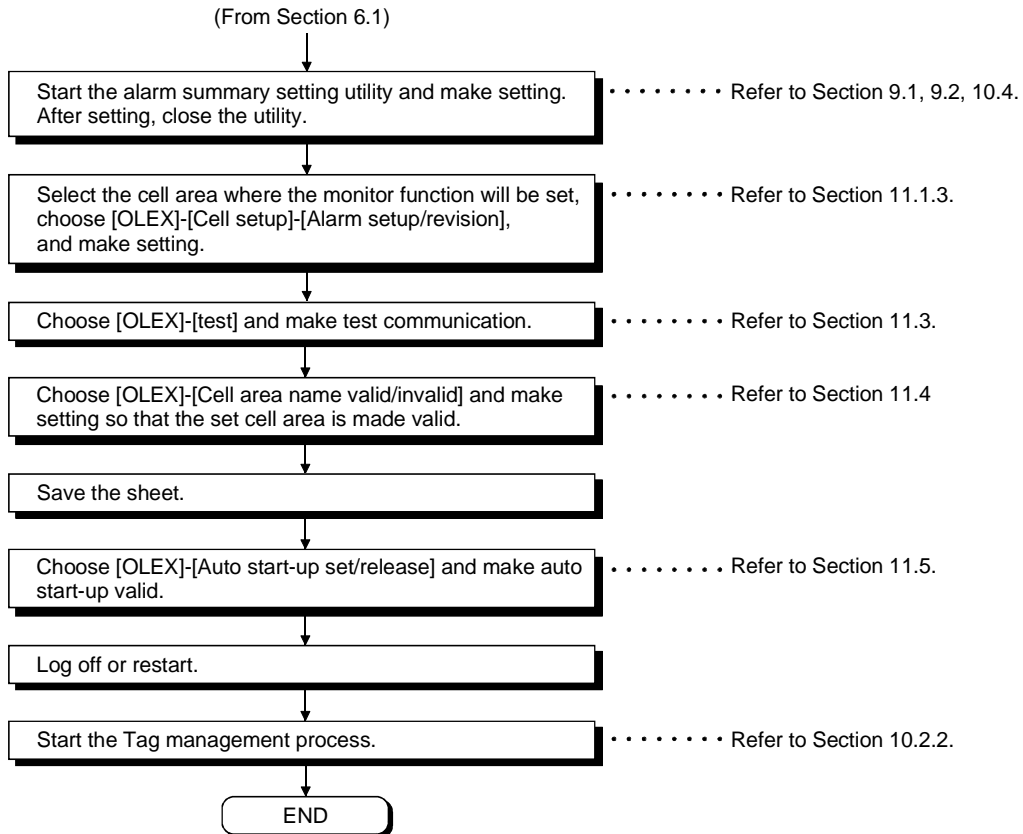 (From Section 6.1)
Start the alarm summary setting utility and make setting.
After setting, close the utility.
Refer to Section 9.1, 9.2, 10.4.
Select the cell area where the monitor function will be set,
choose [OLEX]-[Cell setup]-[Alarm setup/revision],
and make setting.
Refer to Section 11.1.3.
Choose [OLEX]-[test] and make test communication.
Refer to Section 11.3.
Choose [OLEX]-[Cell area name valid/invalid] and make
setting so that the set cell area is made valid.
Refer to Section 11.4
Save the sheet.
Choose [OLEX]-[Auto start-up set/release] and make auto
start-up valid.
Refer to Section 11.5.
Log off or restart.
Start the Tag management process.
Refer to Section 10.2.2.
END